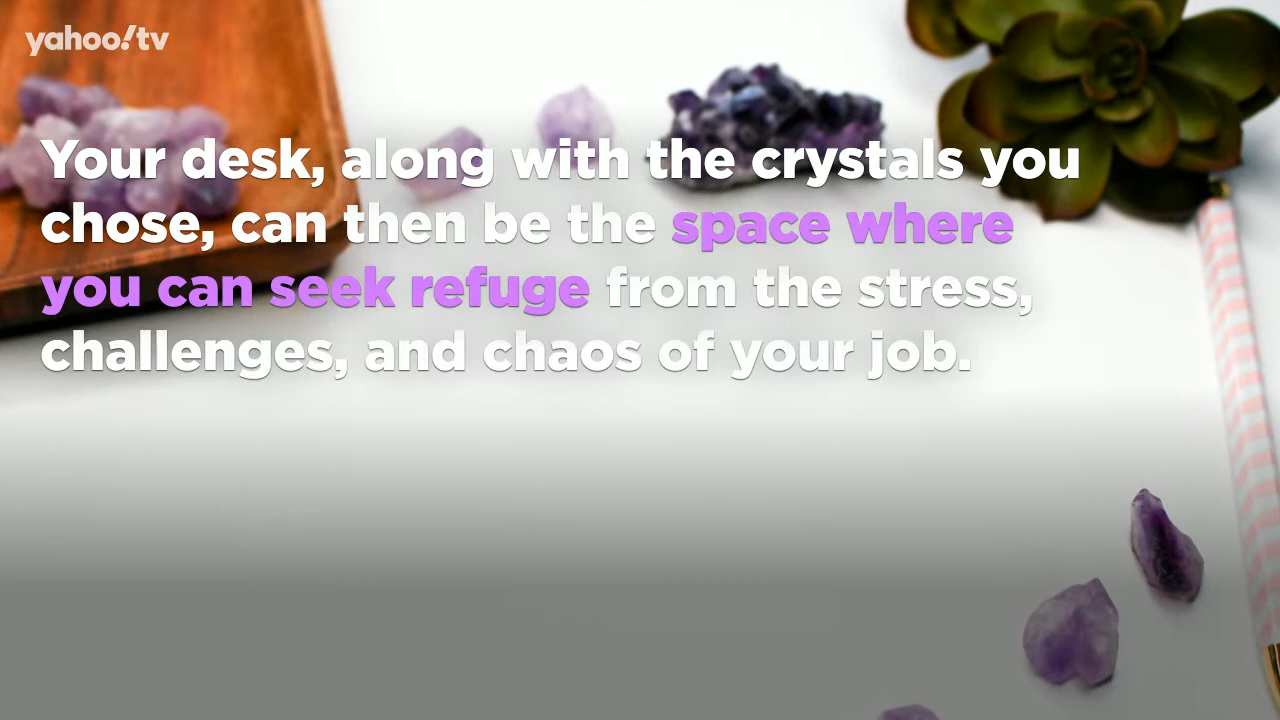 yahoo!tv
Your desk, along with the crystals you
chose, can then be the space where
you can seek refuge from the stress,
challenges, and chaos of your job.